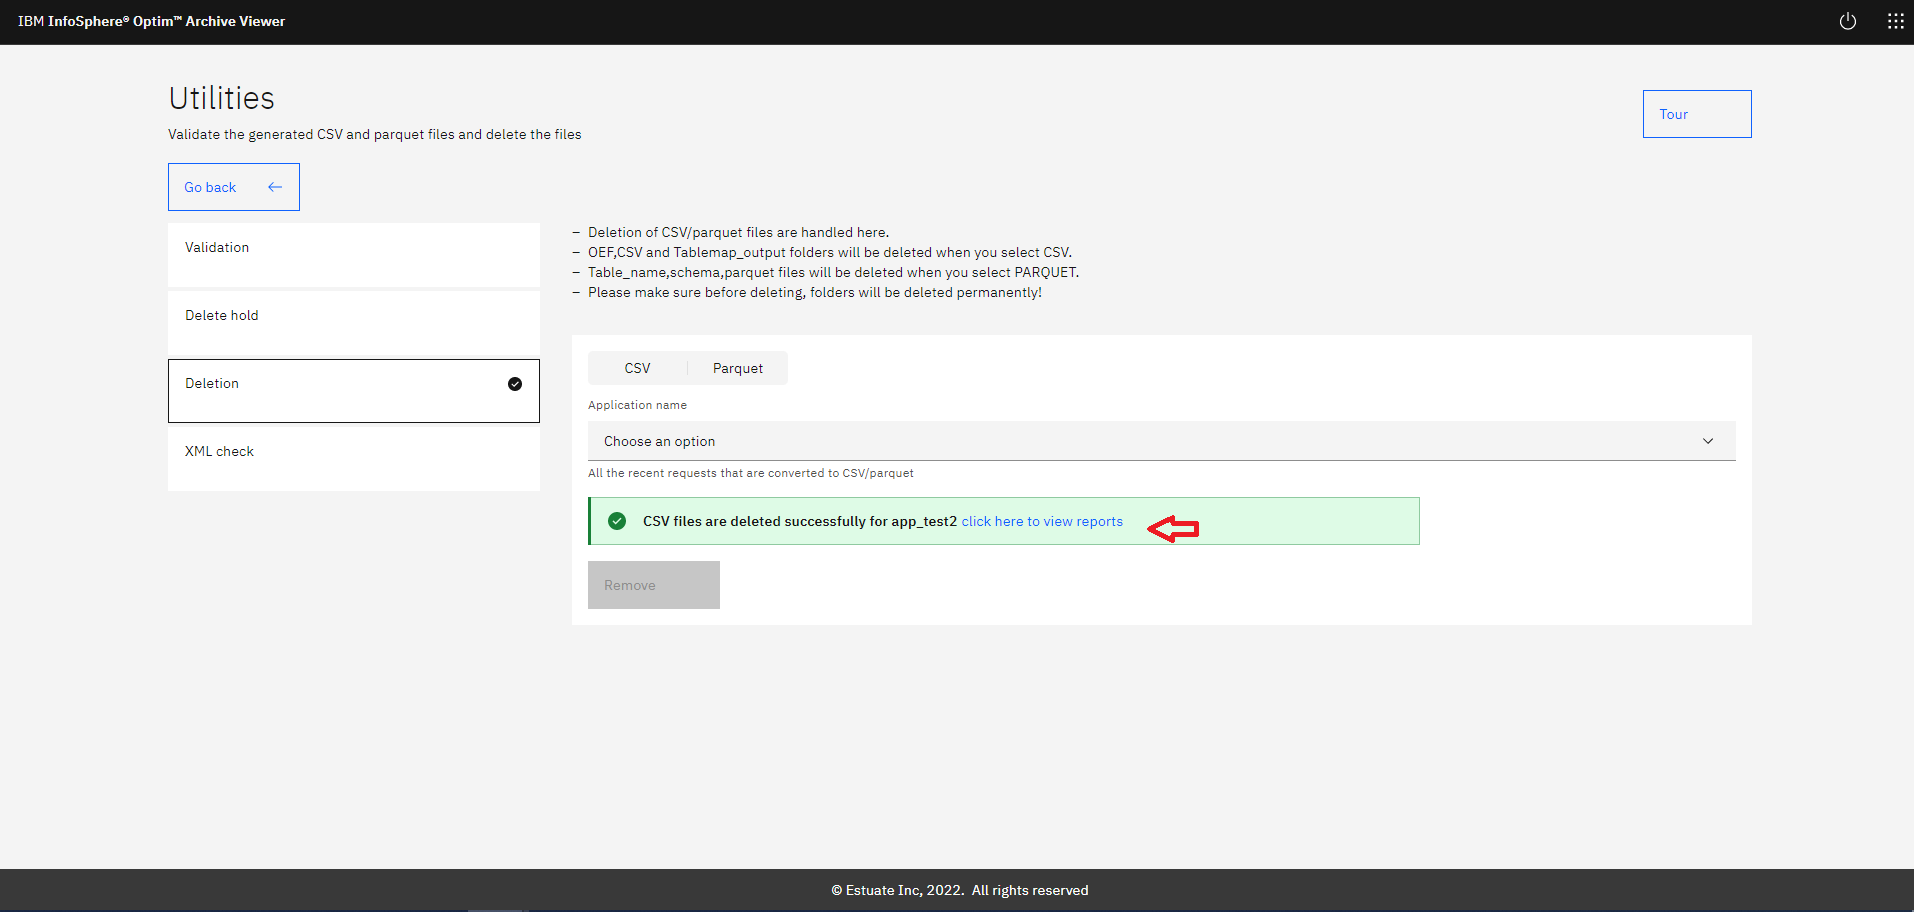 IBM InfoSphere® Optim™ Archive Viewer
Utilities
Validate the generated CSV and parquet files and delete the files
Tour
Go back
Validation
Delete hold
Deletion
XML check
– Deletion of CSV/parquet files are handled here.
– OEF,CSV and Tablemap_output folders will be deleted when you select CSV.
– Table_name,schema,parquet files will be deleted when you select PARQUET.
– Please make sure before deleting, folders will be deleted permanently!
CSV Parquet
Application name
Choose an option
All the recent requests that are converted to CSV/parquet
CSV files are deleted successfully for app_test2 click here to view reports
Remove
© Estuate Inc, 2022. All rights reserved